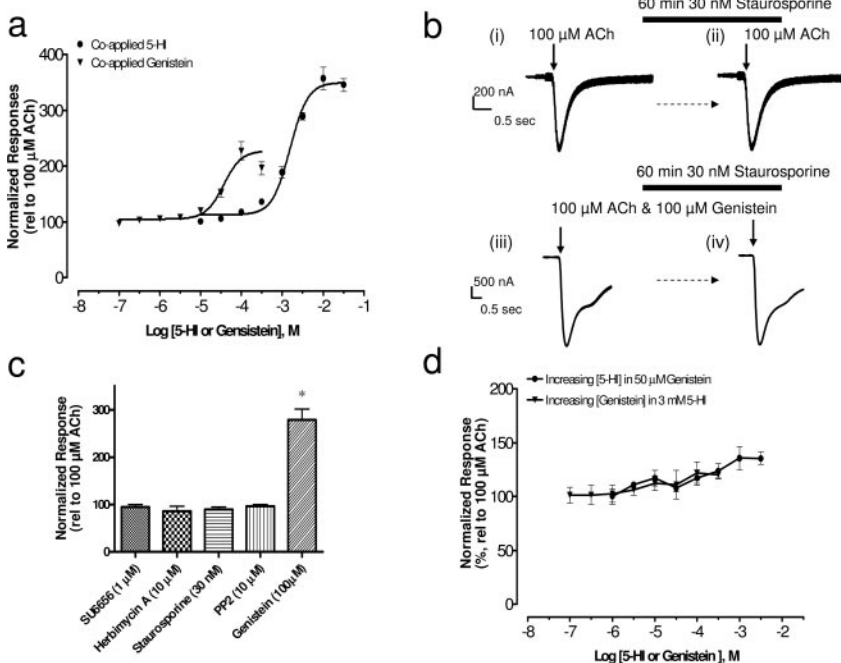 a
Co-applied 5-HI
Co-applied Genistein
Normalized Responses
(rel to 100 µM ACh)
400
300
200
100
0
-8 -7 -6 -5 -4 -3 -2 -1
Log [5-HI or Gensistein], M
b
60 min 30 nM Staurosporine
(i) 100 µM ACh (ii) 100 µM ACh
200 nA
0.5 sec
60 min 30 nM Staurosporine
100 µM ACh & 100 µM Genistein
(iii) (iv)
500 nA
0.5 sec
c
Normalized Response
(rel to 100 µM ACh)
300
200
100
0
*
SU6656 (1 µM)
Herbimycin A (10 µM)
Staurosporine (30 nM)
PP2 (10 µM)
Genistein (100µM)
d
Increasing [5-HI] in 50 µM Genistein
Increasing [Genistein] in 3 mM 5-HI
Normalized Response
(%, rel to 100 µM ACh)
200
150
100
50
0
-8 -7 -6 -5 -4 -3 -2
Log [5-HI or Genistein ], M